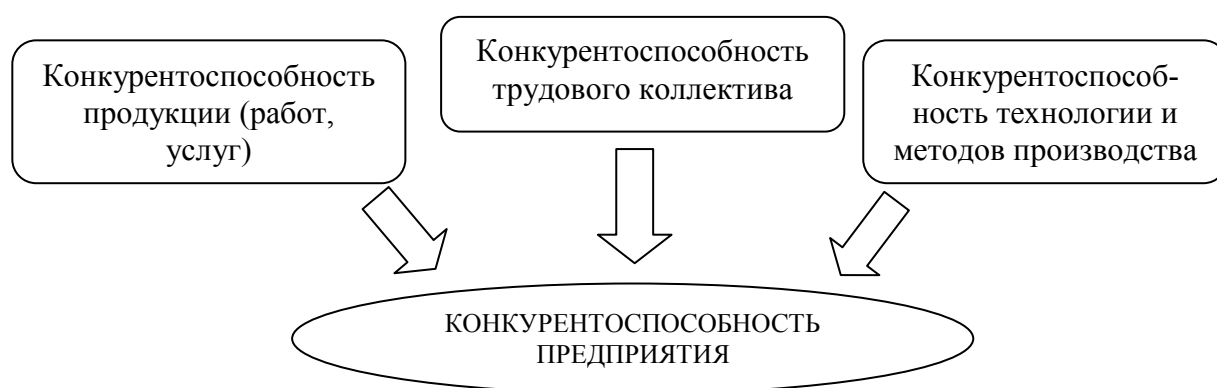 Конкурентоспособность
продукции (работ,
услуг)
Конкурентоспособность
трудового коллектива
Конкурентоспособ-
ность технологии и
методов производства
КОНКУРЕНТОСПОСОБНОСТЬ
ПРЕДПРИЯТИЯ